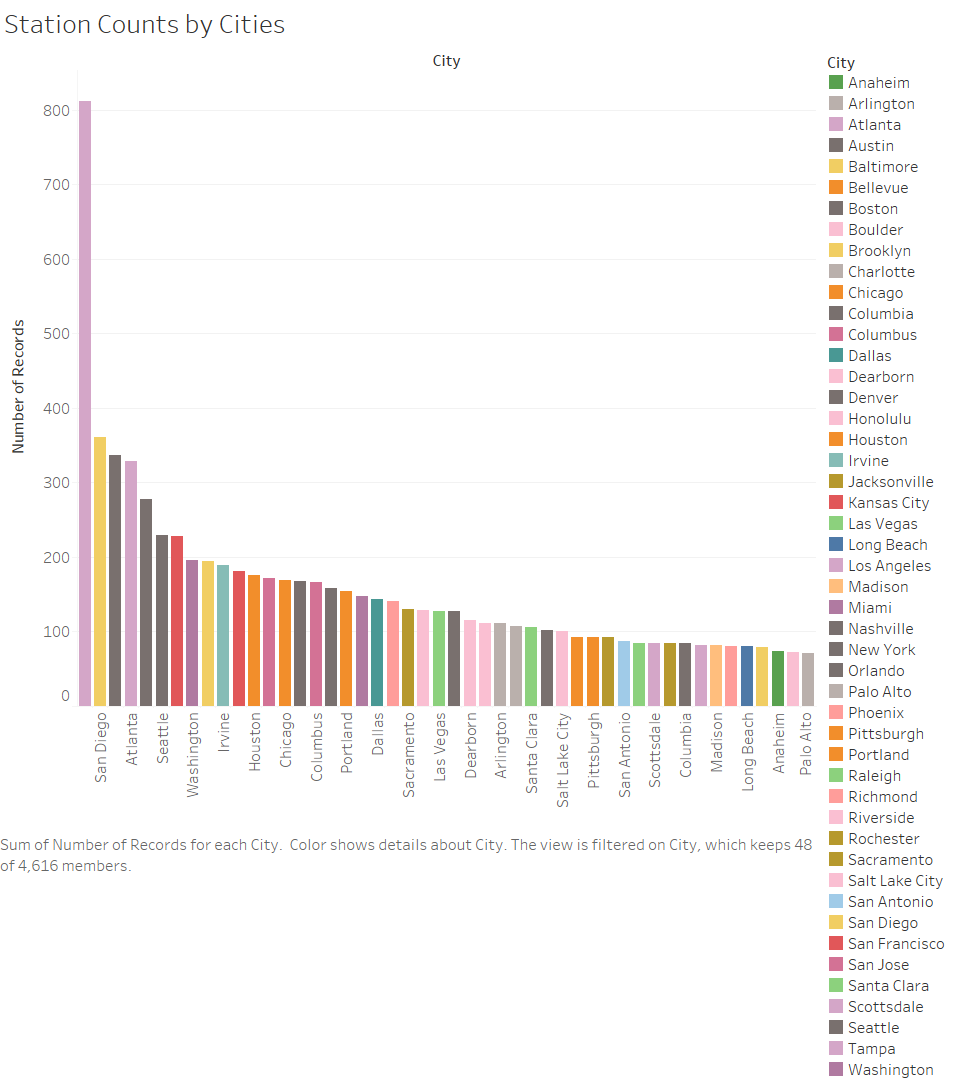 Station Counts by Cities
City
Number of Records
800
700
600
500
400
300
200
100
0
San Diego
Atlanta
Seattle
Washington
Irvine
Houston
Chicago
Columbus
Portland
Dallas
Sacramento
Las Vegas
Dearborn
Arlington
Santa Clara
Salt Lake City
Pittsburgh
San Antonio
Scottsdale
Columbia
Madison
Long Beach
Anaheim
Palo Alto
Sum of Number of Records for each City. Color shows details about City. The view is filtered on City, which keeps 48
of 4,616 members.
City
Anaheim
Arlington
Atlanta
Austin
Baltimore
Bellevue
Boston
Boulder
Brooklyn
Charlotte
Chicago
Columbia
Columbus
Dallas
Dearborn
Denver
Honolulu
Houston
Irvine
Jacksonville
Kansas City
Las Vegas
Long Beach
Los Angeles
Madison
Miami
Nashville
New York
Orlando
Palo Alto
Phoenix
Pittsburgh
Portland
Raleigh
Richmond
Riverside
Rochester
Sacramento
Salt Lake City
San Antonio
San Diego
San Francisco
San Jose
Santa Clara
Scottsdale
Seattle
Tampa
Washington